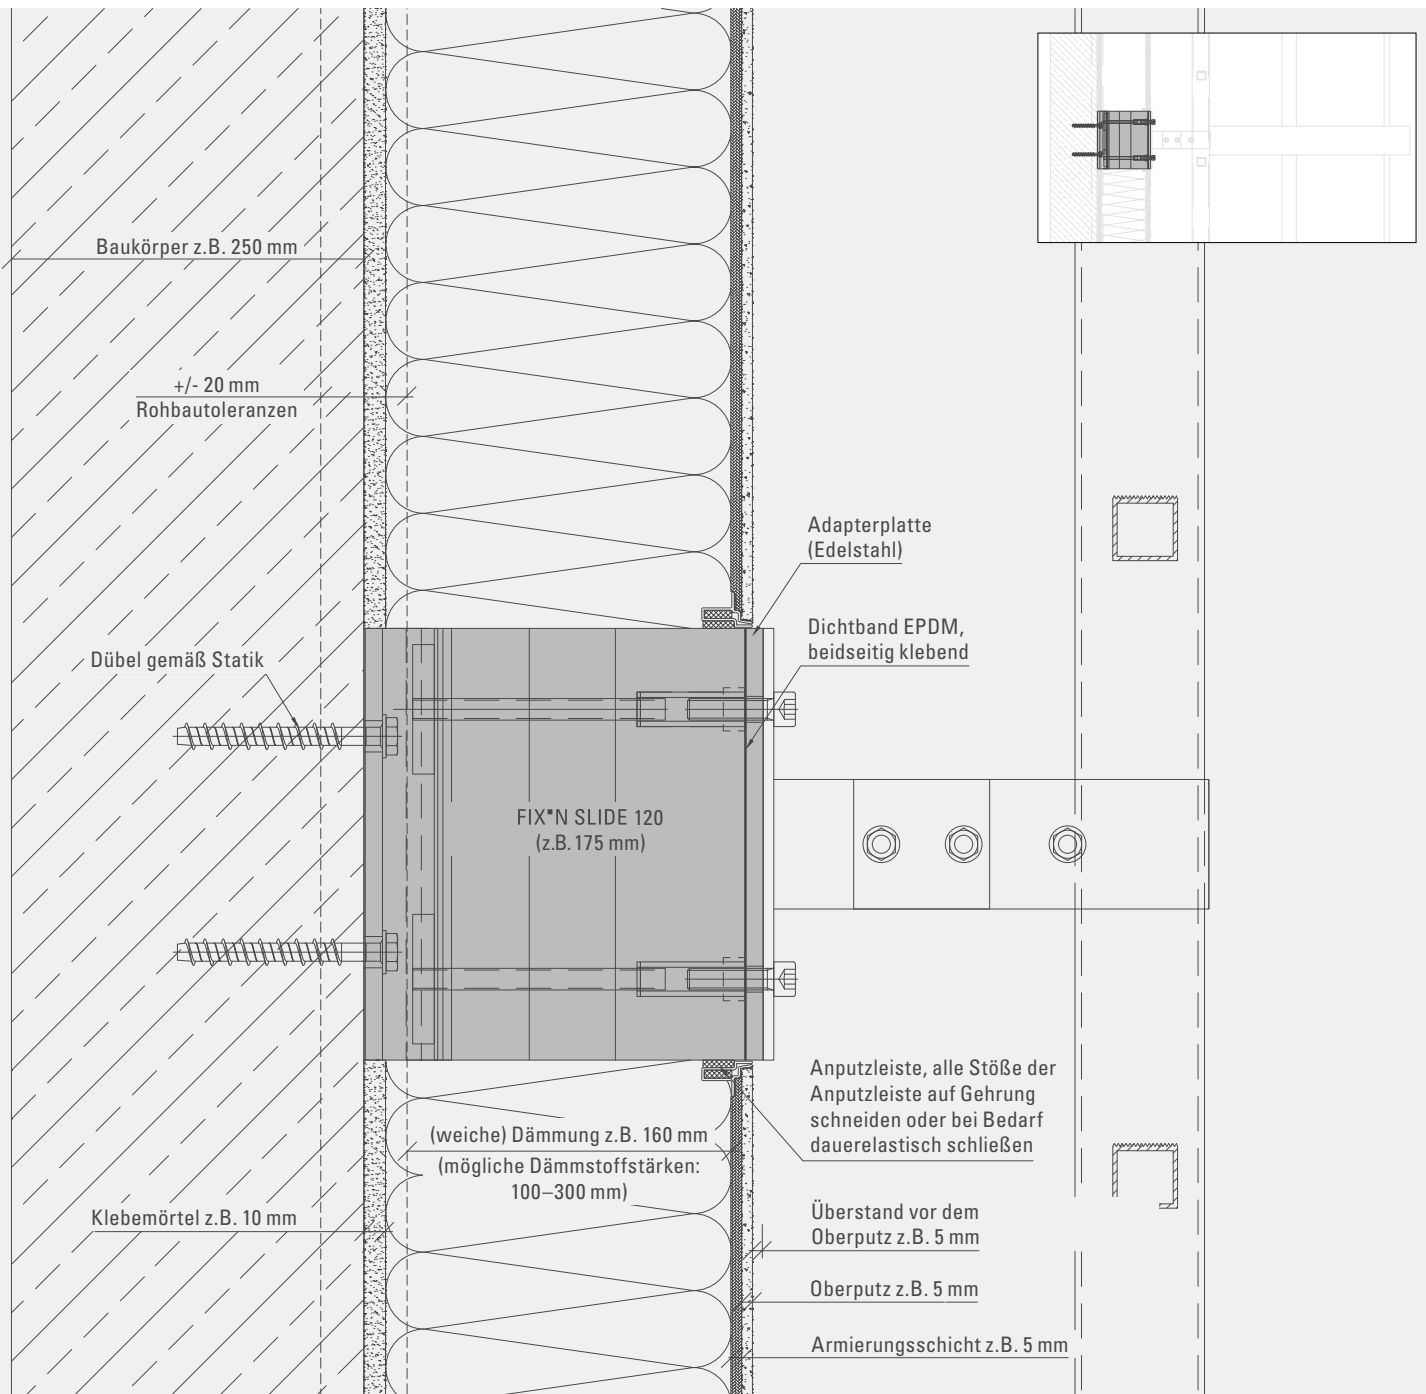 Baukörper z.B. 250 mm
+/- 20 mm
Rohbautoleranzen
Adapterplatte
(Edelstahl)
Dichtband EPDM,
beidseitig klebend
Dübel gemäß Statik
FIX▪N SLIDE 120
(z.B. 175 mm)
Anputzleiste, alle Stöße der
Anputzleiste auf Gehrung
schneiden oder bei Bedarf
dauerelastisch schließen
(weiche) Dämmung z.B. 160 mm
(mögliche Dämmstoffstärken:
100–300 mm)
Klebemörtel z.B. 10 mm
Überstand vor dem
Oberputz z.B. 5 mm
Oberputz z.B. 5 mm
Armierungsschicht z.B. 5 mm